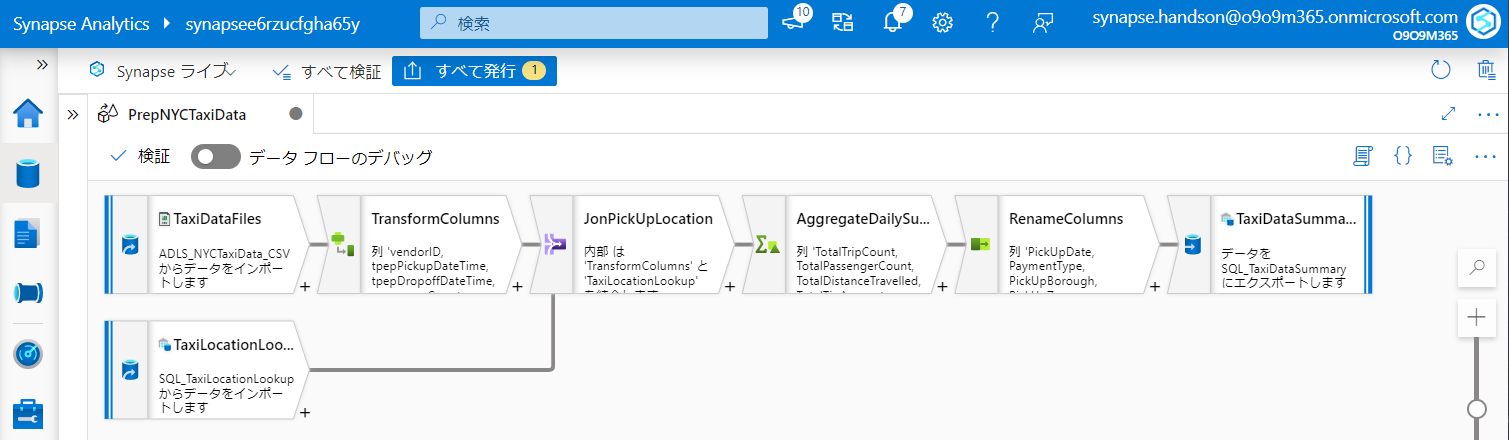 Synapse Analytics
synapsee6rzucfgha65y
検索
10
7
synapse.handson@o9o9m365.onmicrosoft.com
O9O9M365
Synapse ライブ
すべて検証
すべて発行
1
PrepNYCTaxiData
検証
データ フローのデバッグ
TaxiDataFiles
ADLS_NYCTaxiData_CSV
からデータをインポー
トします
TransformColumns
列 'vendorID,
tpepPickupDateTime,
tpepDropoffDateTime,
JonPickUpLocation
内部 は
'TransformColumns' と
'TaxiLocationLookup'
AggregateDailySu...
列 'TotalTripCount,
TotalPassengerCount,
TotalDistanceTravelled,
RenameColumns
列 'PickUpDate,
PaymentType,
PickUpBorough,
TaxiDataSumma...
データを
SQL_TaxiDataSummary
にエクスポートします
TaxiLocationLoo...
SQL_TaxiLocationLookup
からデータをインポー
トします